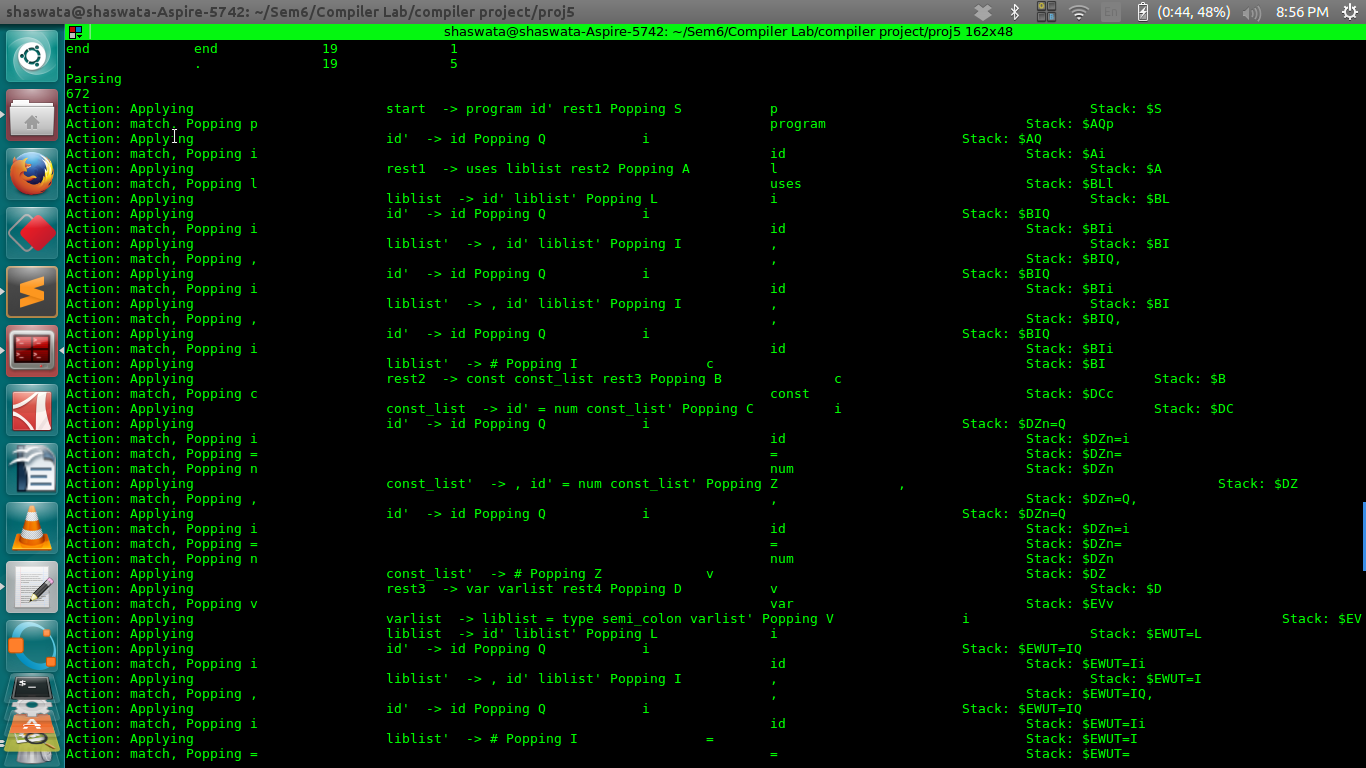 shaswata@shaswata-Aspire-5742: ~/Sem6/Compiler Lab/compiler project/proj5 En (0:44, 48%) 8:56 PM
shaswata@shaswata-Aspire-5742: ~/Sem6/Compiler Lab/compiler project/proj5 162x48
end end 19 1
. . 19 5
Parsing
672
Action: Applying start -> program id' rest1 Popping S p Stack: $S
Action: match, Popping p program Stack: $AQp
Action: Applying id' -> id Popping Q i Stack: $AQ
Action: match, Popping i id Stack: $Ai
Action: Applying rest1 -> uses liblist rest2 Popping A l Stack: $A
Action: match, Popping l uses Stack: $BLl
Action: Applying liblist -> id' liblist' Popping L i Stack: $BL
Action: Applying id' -> id Popping Q i Stack: $BIQ
Action: match, Popping i id Stack: $BIi
Action: Applying liblist' -> , id' liblist' Popping I , Stack: $BI
Action: match, Popping , , Stack: $BIQ,
Action: Applying id' -> id Popping Q i Stack: $BIQ
Action: match, Popping i id Stack: $BIi
Action: Applying liblist' -> , id' liblist' Popping I , Stack: $BI
Action: match, Popping , , Stack: $BIQ,
Action: Applying id' -> id Popping Q i Stack: $BIQ
Action: match, Popping i id Stack: $BIi
Action: Applying liblist' -> # Popping I c Stack: $BI
Action: Applying rest2 -> const const_list rest3 Popping B c Stack: $B
Action: match, Popping c const Stack: $DCc
Action: Applying const_list -> id' = num const_list' Popping C i Stack: $DC
Action: Applying id' -> id Popping Q i Stack: $DZn=Q
Action: match, Popping i id Stack: $DZn=i
Action: match, Popping = = Stack: $DZn=
Action: match, Popping n num Stack: $DZn
Action: Applying const_list' -> , id' = num const_list' Popping Z , Stack: $DZ
Action: match, Popping , , Stack: $DZn=Q,
Action: Applying id' -> id Popping Q i Stack: $DZn=Q
Action: match, Popping i id Stack: $DZn=i
Action: match, Popping = = Stack: $DZn=
Action: match, Popping n num Stack: $DZn
Action: Applying const_list' -> # Popping Z v Stack: $DZ
Action: Applying rest3 -> var varlist rest4 Popping D v Stack: $D
Action: match, Popping v var Stack: $EVv
Action: Applying varlist -> liblist = type semi_colon varlist' Popping V i Stack: $EV
Action: Applying liblist -> id' liblist' Popping L i Stack: $EWUT=L
Action: Applying id' -> id Popping Q i Stack: $EWUT=IQ
Action: match, Popping i id Stack: $EWUT=Ii
Action: Applying liblist' -> , id' liblist' Popping I , Stack: $EWUT=I
Action: match, Popping , , Stack: $EWUT=IQ,
Action: Applying id' -> id Popping Q i Stack: $EWUT=IQ
Action: match, Popping i id Stack: $EWUT=Ii
Action: Applying liblist' -> # Popping I = Stack: $EWUT=I
Action: match, Popping = = Stack: $EWUT=